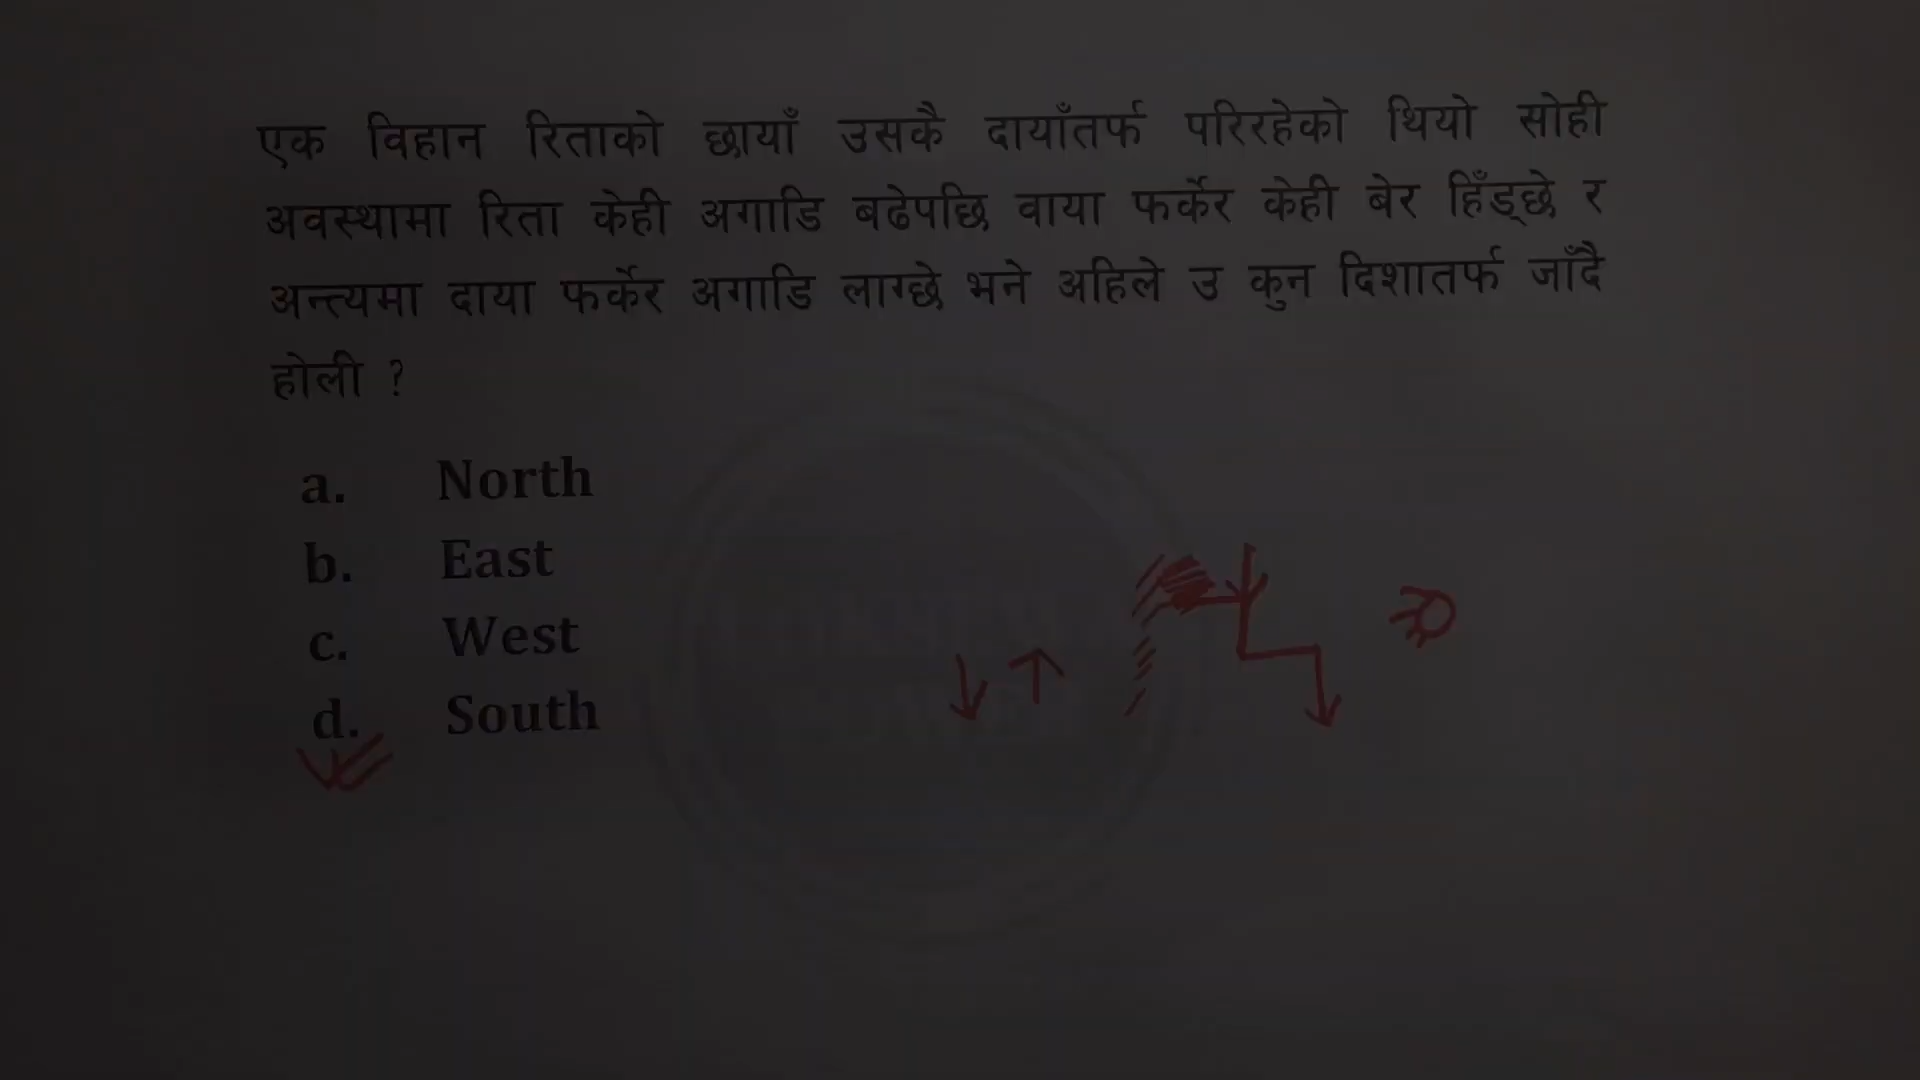 एक विहान रिताको छायाँ उसकै दायाँतर्फ परिरहेको थियो सोही
अवस्थामा रिता केही अगाडि बढेपछि वाया फर्केर केही बेर हिँड्छे र
अन्त्यमा दाया फर्केर अगाडि लाग्छे भने अहिले उ कुन दिशातर्फ जाँदै
होली ?
a. North
b. East
c. West
d. South